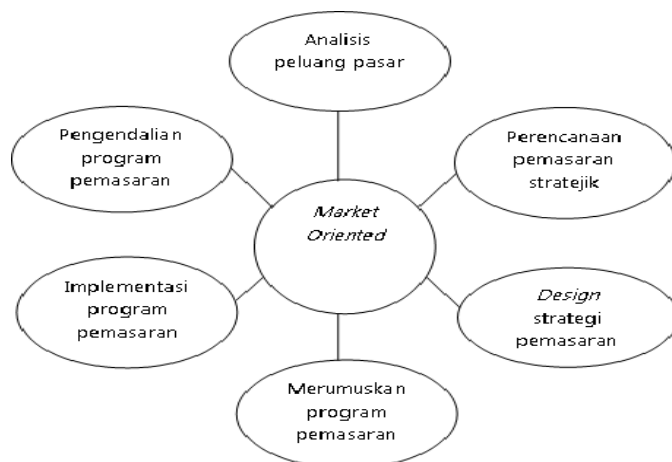 Analisis
peluang pasar
Pengendalian
program
pemasaran
Perencanaan
pemasaran
stratejik
Market
Oriented
Implementasi
program
pemasaran
Design
strategi
pemasaran
Merumuskan
program
pemasaran